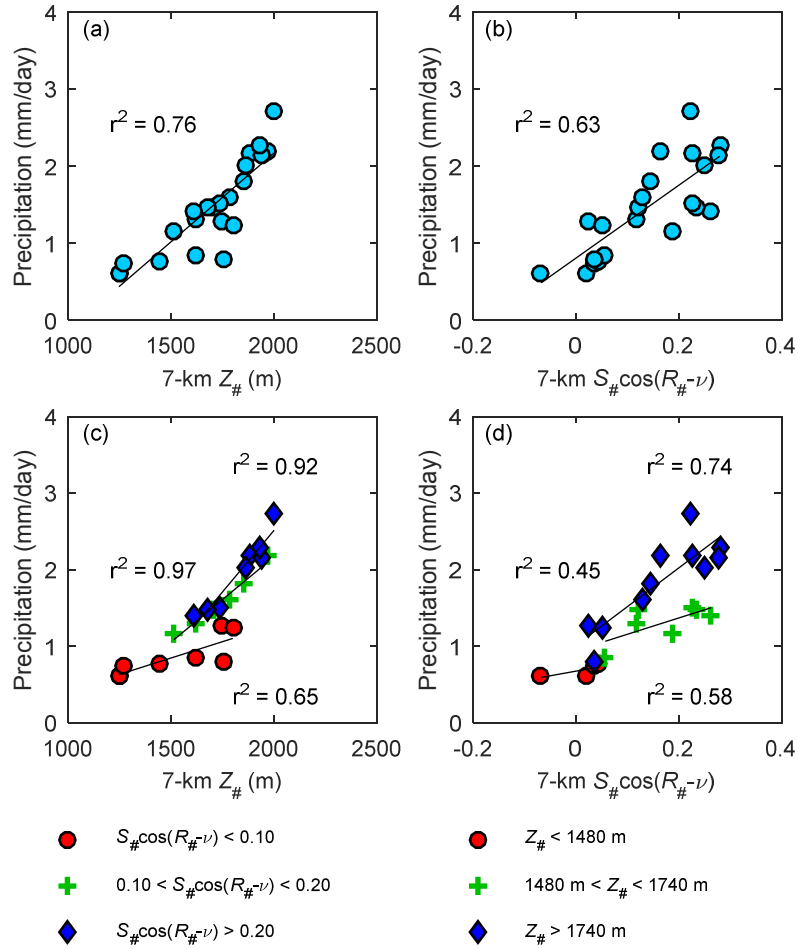 (a)
r² = 0.76
Precipitation (mm/day)
0
1
2
3
4
1000
1500
2000
2500
7-km Z# (m)
(b)
r² = 0.63
Precipitation (mm/day)
0
1
2
3
4
-0.2
0
0.2
0.4
7-km S#cos(R#-ν)
(c)
r² = 0.92
r² = 0.97
r² = 0.65
Precipitation (mm/day)
0
1
2
3
4
1000
1500
2000
2500
7-km Z# (m)
(d)
r² = 0.74
r² = 0.45
r² = 0.58
Precipitation (mm/day)
0
1
2
3
4
-0.2
0
0.2
0.4
7-km S#cos(R#-ν)
S#cos(R#-ν) < 0.10
0.10 < S#cos(R#-ν) < 0.20
S#cos(R#-ν) > 0.20
Z# < 1480 m
1480 m < Z# < 1740 m
Z# > 1740 m